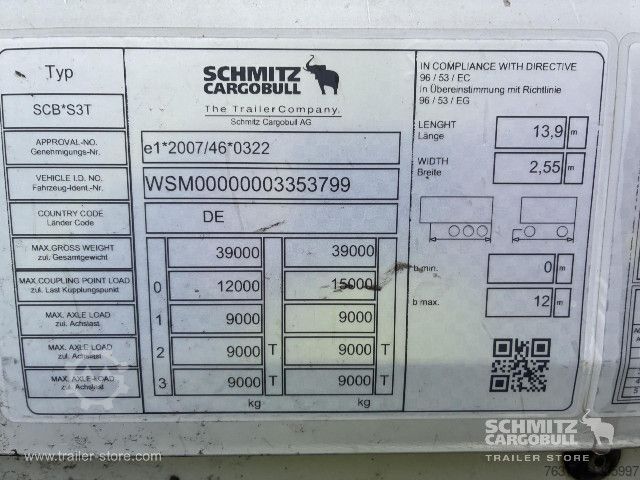 Typ
SCB*S3T
APPROVAL-NO.
Genehmigungs-Nr.
e1*2007/46*0322
VEHICLE I.D. NO.
Fahrzeug-Ident.-Nr.
WSM00000003353799
COUNTRY CODE
Länder Code
DE
MAX.GROSS WEIGHT
zul. Gesamtgewicht
39000 39000
MAX.COUPLING POINT LOAD
zul. Last Kupplungspunkt
0 12000 15000
MAX. AXLE LOAD
zul. Achslast
1 9000 9000
MAX. AXLE LOAD
zul. Achslast
2 9000 T 9000 T
MAX. AXLE-LOAD
zul. Achslast
3 9000 T 9000 T
kg kg
SCHMITZ
CARGOBULL
The Trailer Company.
Schmitz Cargobull AG
IN COMPLIANCE WITH DIRECTIVE
96 / 53 / EC
in Übereinstimmung mit Richtlinie
96 / 53 / EG
LENGHT
Länge
13,9 m
WIDTH
Breite
2,55 m
b min. 0 m
b max. 12 m
SCHMITZ
CARGOBULL
TRAILER STORE
www.trailer-store.com